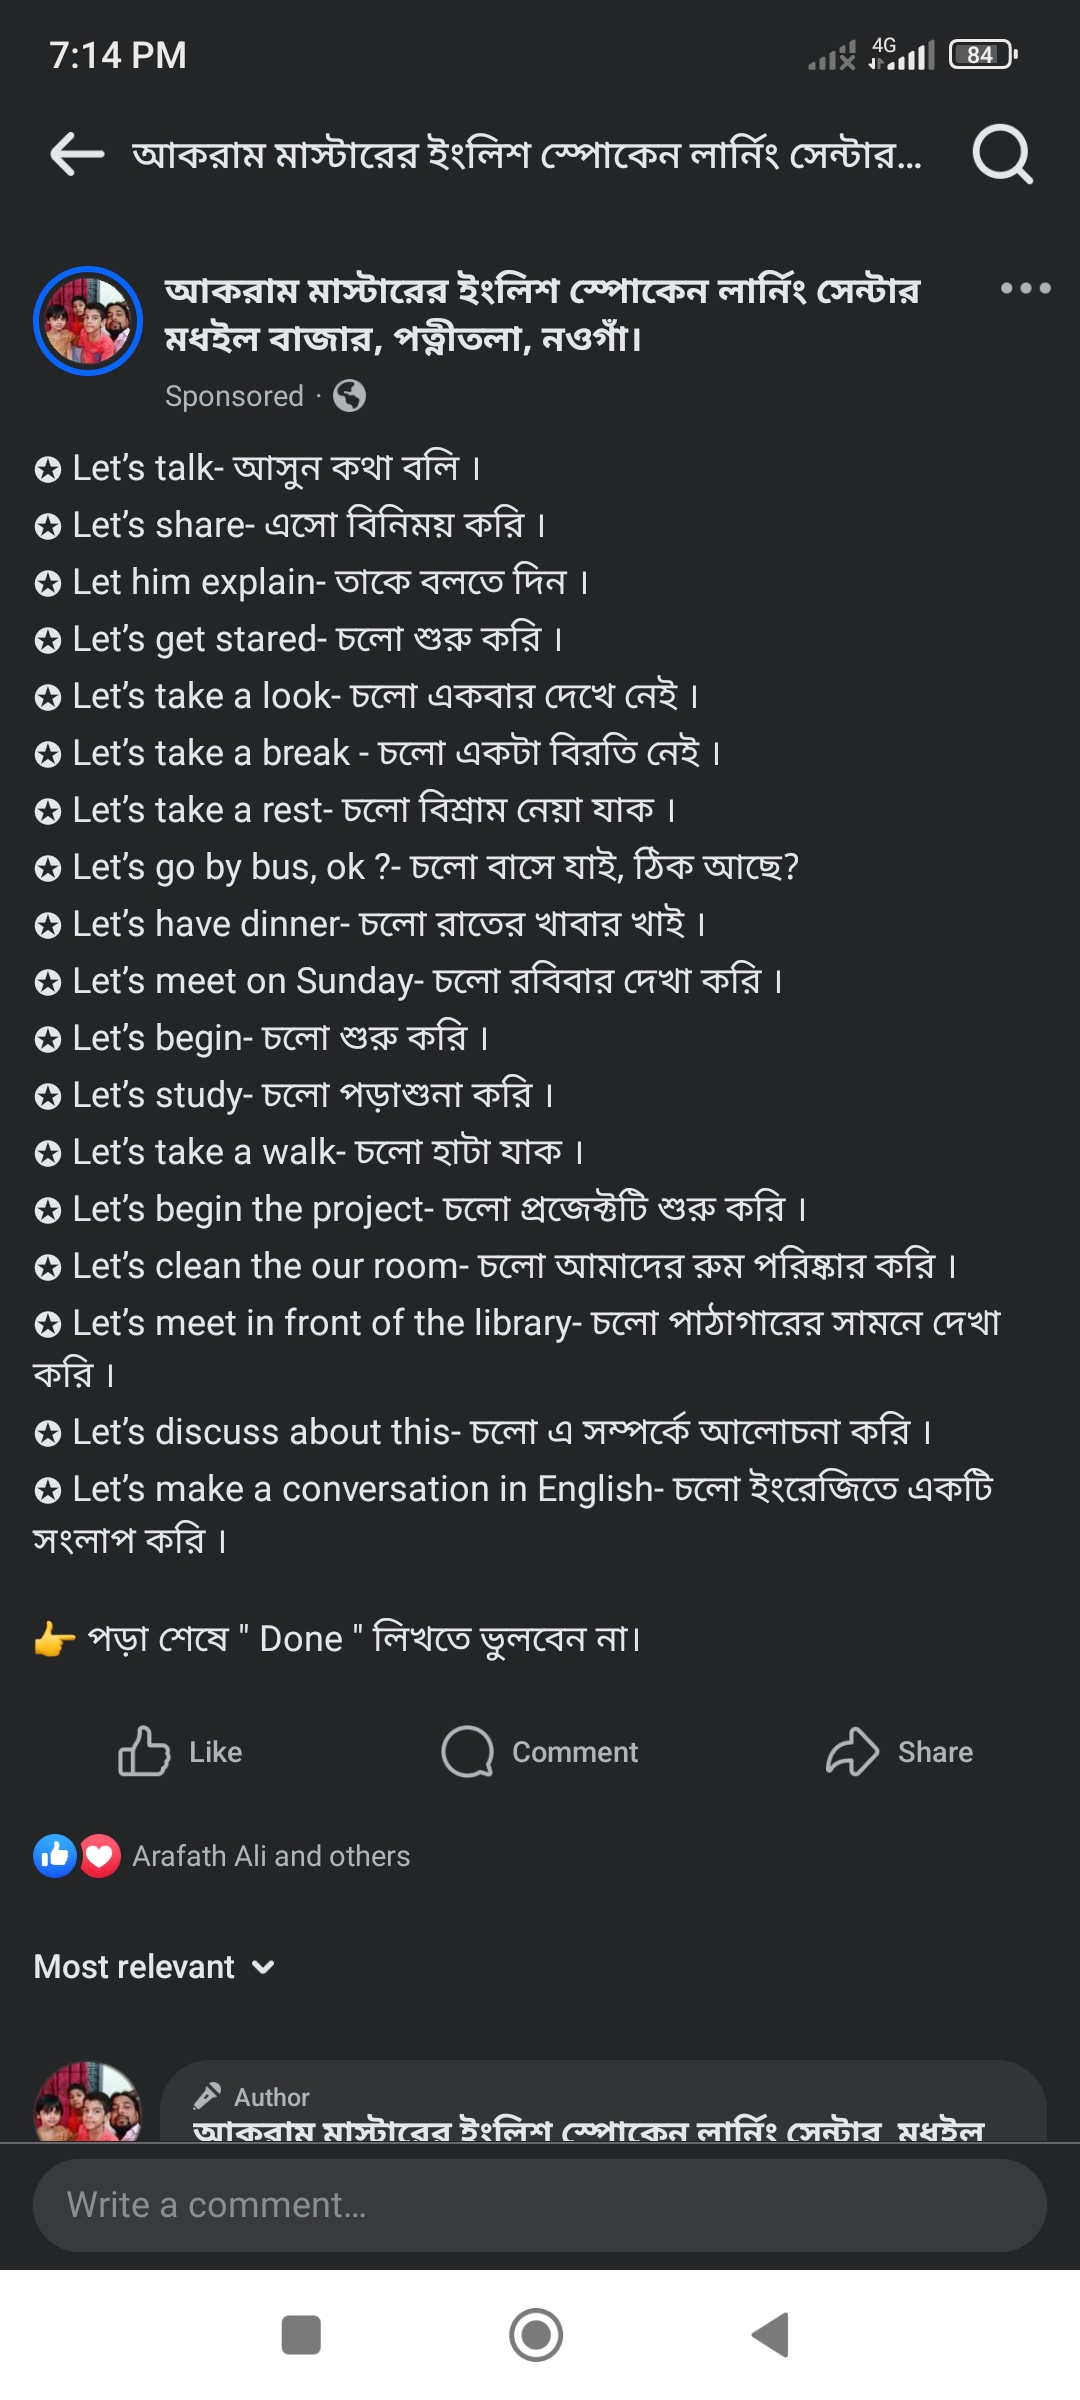 7:14 PM
4G
84
আকরাম মাস্টারের ইংলিশ স্পোকেন লার্নিং সেন্টার...
আকরাম মাস্টারের ইংলিশ স্পোকেন লার্নিং সেন্টার
মধইল বাজার, পত্নীতলা, নওগাঁ।
Sponsored ·
✪ Let’s talk- আসুন কথা বলি ।
✪ Let’s share- এসো বিনিময় করি ।
✪ Let him explain- তাকে বলতে দিন ।
✪ Let’s get stared- চলো শুরু করি ।
✪ Let’s take a look- চলো একবার দেখে নেই ।
✪ Let’s take a break - চলো একটা বিরতি নেই ।
✪ Let’s take a rest- চলো বিশ্রাম নেয়া যাক ।
✪ Let’s go by bus, ok ?- চলো বাসে যাই, ঠিক আছে?
✪ Let’s have dinner- চলো রাতের খাবার খাই ।
✪ Let’s meet on Sunday- চলো রবিবার দেখা করি ।
✪ Let’s begin- চলো শুরু করি ।
✪ Let’s study- চলো পড়াশুনা করি ।
✪ Let’s take a walk- চলো হাটা যাক ।
✪ Let’s begin the project- চলো প্রজেক্টটি শুরু করি ।
✪ Let’s clean the our room- চলো আমাদের রুম পরিষ্কার করি ।
✪ Let’s meet in front of the library- চলো পাঠাগারের সামনে দেখা
করি ।
✪ Let’s discuss about this- চলো এ সম্পর্কে আলোচনা করি ।
✪ Let’s make a conversation in English- চলো ইংরেজিতে একটি
সংলাপ করি ।
👉 পড়া শেষে " Done " লিখতে ভুলবেন না।
Like
Comment
Share
Arafath Ali and others
Most relevant
Author
আকরাম মাস্টারের ইংলিশ স্পোকেন লার্নিং সেন্টার মধইল
Write a comment...